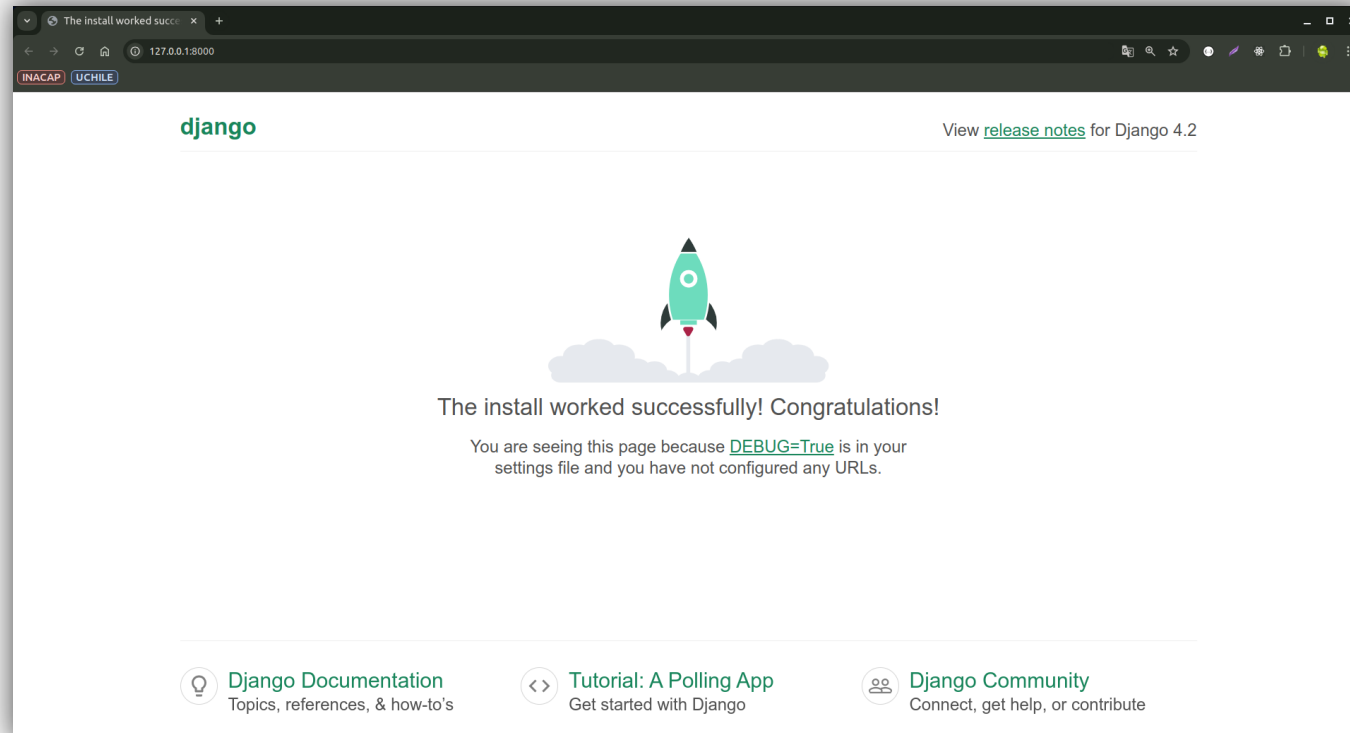 The install worked succe
127.0.0.1:8000
INACAP UCHILE
django
View release notes for Django 4.2
The install worked successfully! Congratulations!
You are seeing this page because DEBUG=True is in your
settings file and you have not configured any URLs.
Django Documentation
Topics, references, & how-to’s
Tutorial: A Polling App
Get started with Django
Django Community
Connect, get help, or contribute